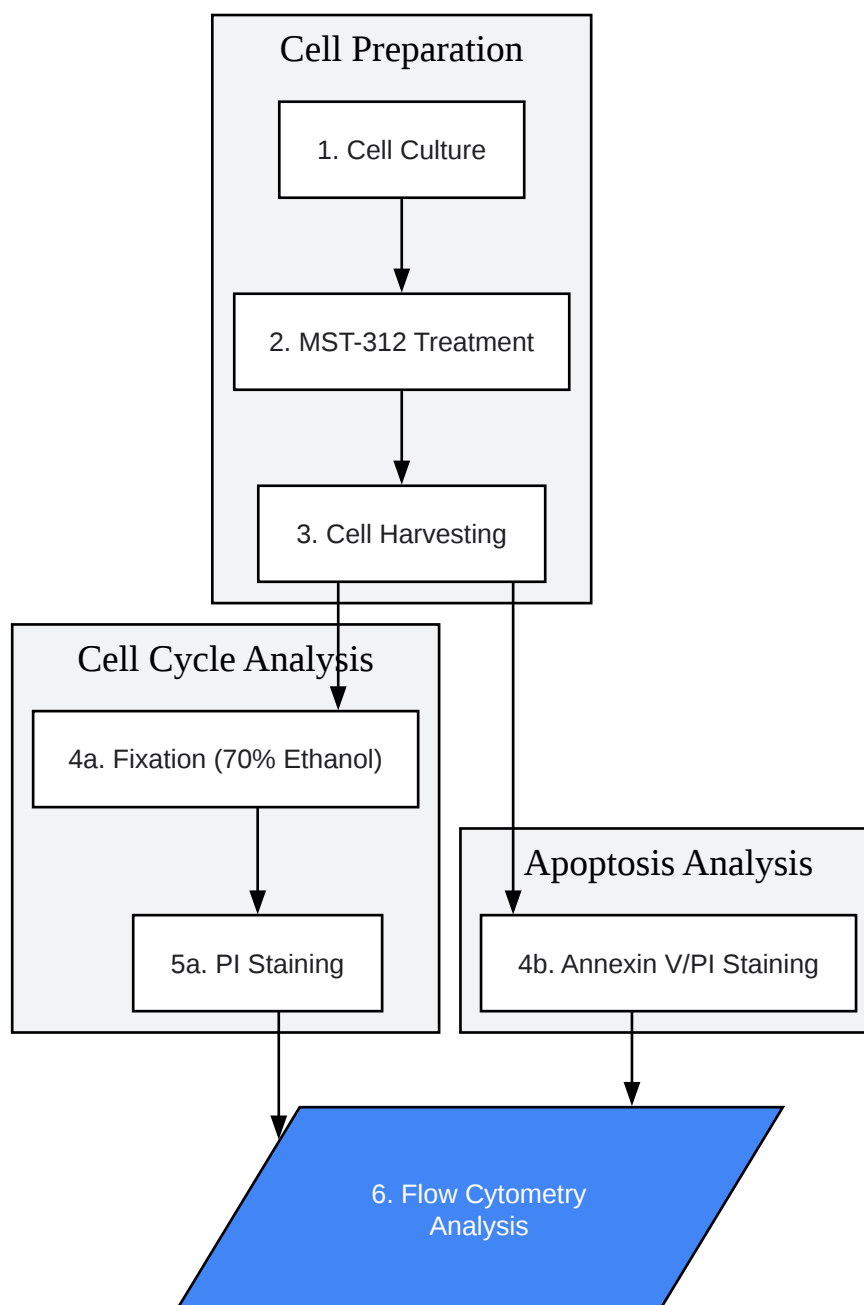 Cell Preparation
1. Cell Culture
2. MST-312 Treatment
3. Cell Harvesting
Cell Cycle Analysis
4a. Fixation (70% Ethanol)
5a. PI Staining
Apoptosis Analysis
4b. Annexin V/PI Staining
6. Flow Cytometry
Analysis